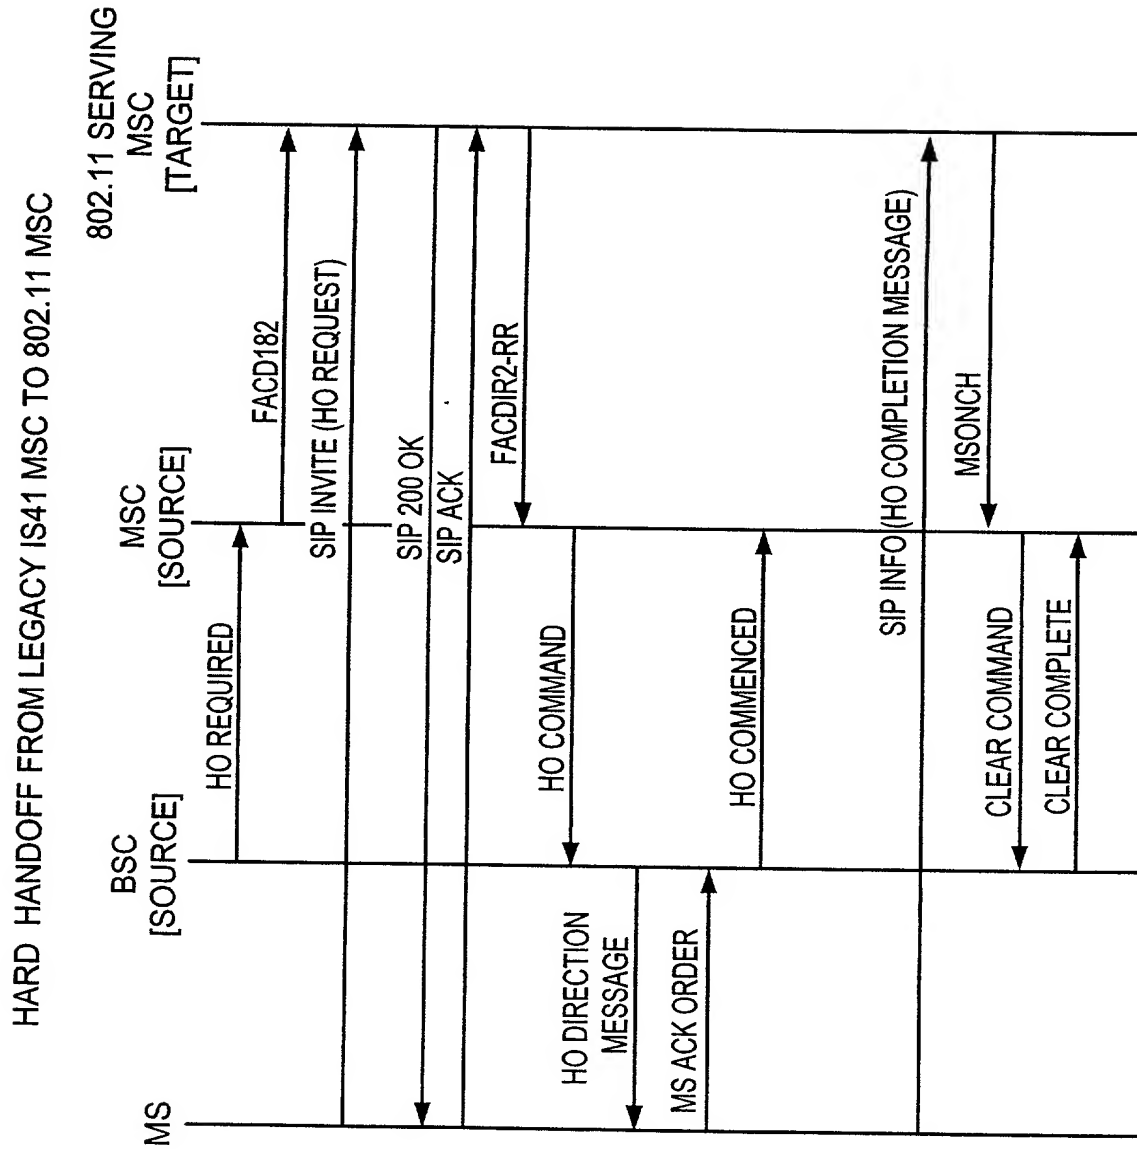 HARD HANDOFF FROM LEGACY IS41 MSC TO 802.11 MSC
MS
BSC
[SOURCE]
MSC
[SOURCE]
802.11 SERVING
MSC
[TARGET]
HO REQUIRED
FACD182
SIP INVITE (HO REQUEST)
SIP 200 OK
SIP ACK
FACDIR2-RR
HO COMMAND
HO DIRECTION
MESSAGE
MS ACK ORDER
HO COMMENCED
SIP INFO (HO COMPLETION MESSAGE)
MSONCH
CLEAR COMMAND
CLEAR COMPLETE